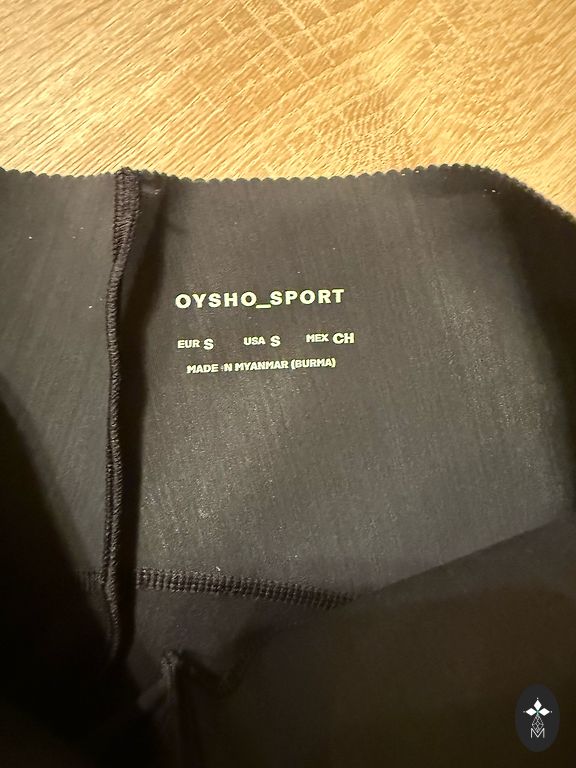 OYSHO_SPORT
EUR S USA S MEX CH
MADE IN MYANMAR (BURMA)
M